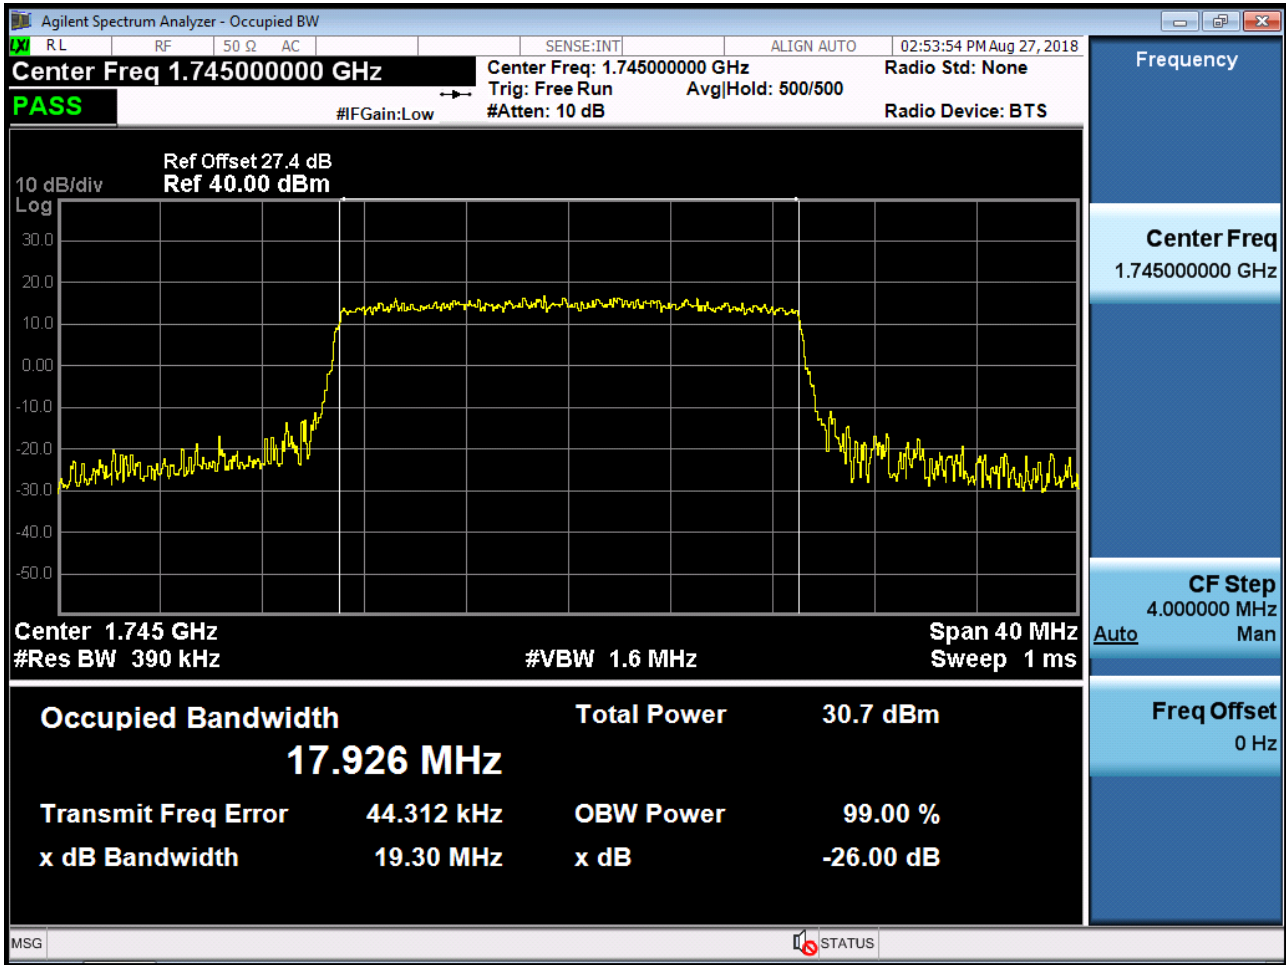 Agilent Spectrum Analyzer - Occupied BW
LXI RL RF 50 Ω AC SENSE:INT ALIGN AUTO 02:53:54 PM Aug 27, 2018
Center Freq 1.745000000 GHz
PASS
#IFGain:Low
Center Freq: 1.745000000 GHz
Trig: Free Run Avg|Hold: 500/500
#Atten: 10 dB
Radio Std: None
Radio Device: BTS
Ref Offset 27.4 dB
10 dB/div Ref 40.00 dBm
Log
30.0
20.0
10.0
0.00
-10.0
-20.0
-30.0
-40.0
-50.0
Center 1.745 GHz Span 40 MHz
#Res BW 390 kHz #VBW 1.6 MHz Sweep 1 ms
Occupied Bandwidth Total Power 30.7 dBm
17.926 MHz
Transmit Freq Error 44.312 kHz OBW Power 99.00 %
x dB Bandwidth 19.30 MHz x dB -26.00 dB
MSG STATUS
Frequency
Center Freq
1.745000000 GHz
CF Step
4.000000 MHz
Auto Man
Freq Offset
0 Hz